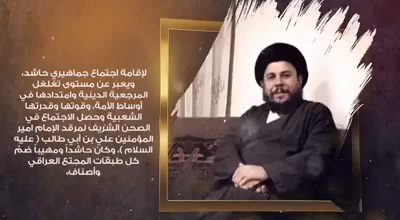 لإقامة اجتماع جماهيري حاشد،
ويعبر عن مستوى تغلغل
المرجعية الدينية وامتدادها في
أوساط الأمة، وقوتها وقدرتها
الشعبية وحصل الاجتماع في
الصحن الشريف لمرقد الإمام أمير
المؤمنين علي بن أبي طالب ( عليه
السلام )، وكان حاشداً ومهيباً ضمّ
كل طبقات المجتمع العراقي
وأصنافه.